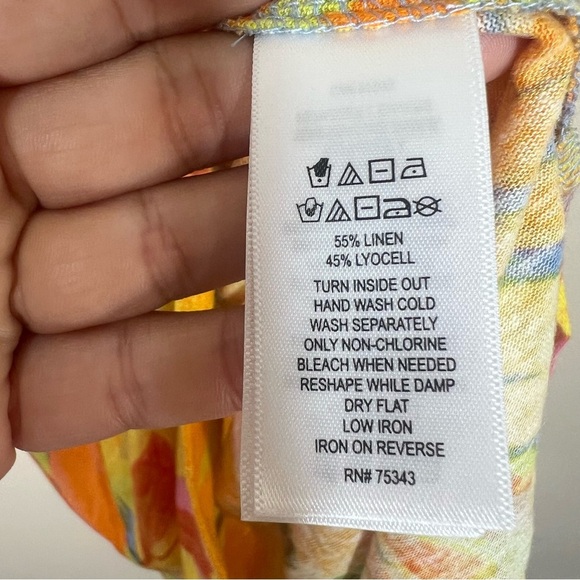 55% LINEN
45% LYOCELL
TURN INSIDE OUT
HAND WASH COLD
WASH SEPARATELY
ONLY NON-CHLORINE
BLEACH WHEN NEEDED
RESHAPE WHILE DAMP
DRY FLAT
LOW IRON
IRON ON REVERSE
RN# 75343